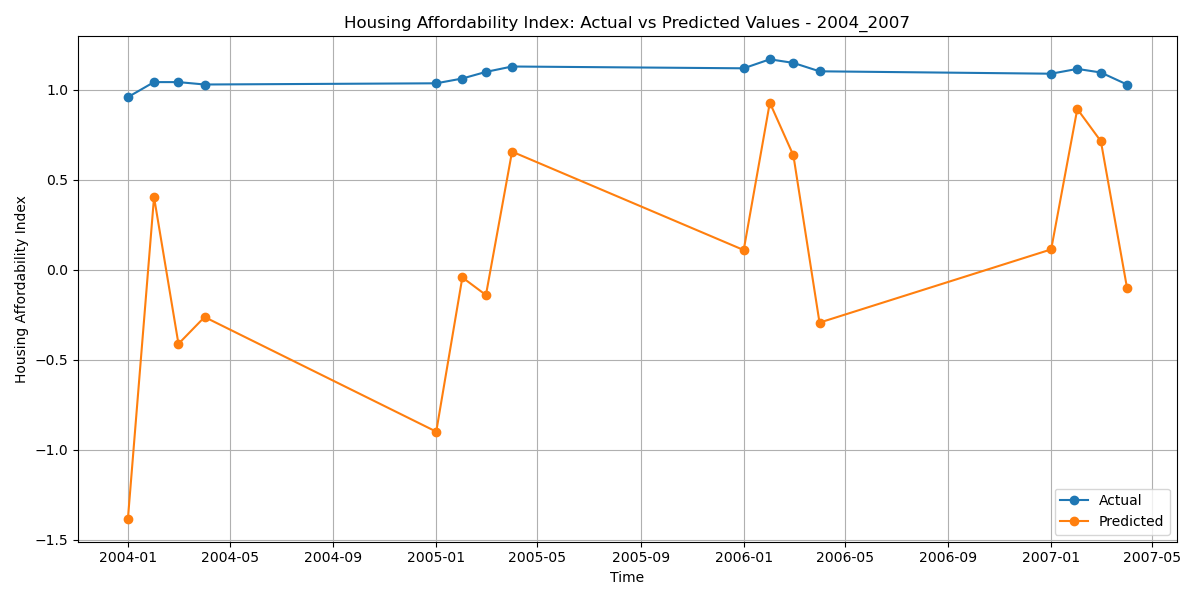 Housing Affordability Index: Actual vs Predicted Values - 2004_2007
Housing Affordability Index
1.0
0.5
0.0
−0.5
−1.0
−1.5
Actual
Predicted
2004-01 2004-05 2004-09 2005-01 2005-05 2005-09 2006-01 2006-05 2006-09 2007-01 2007-05
Time